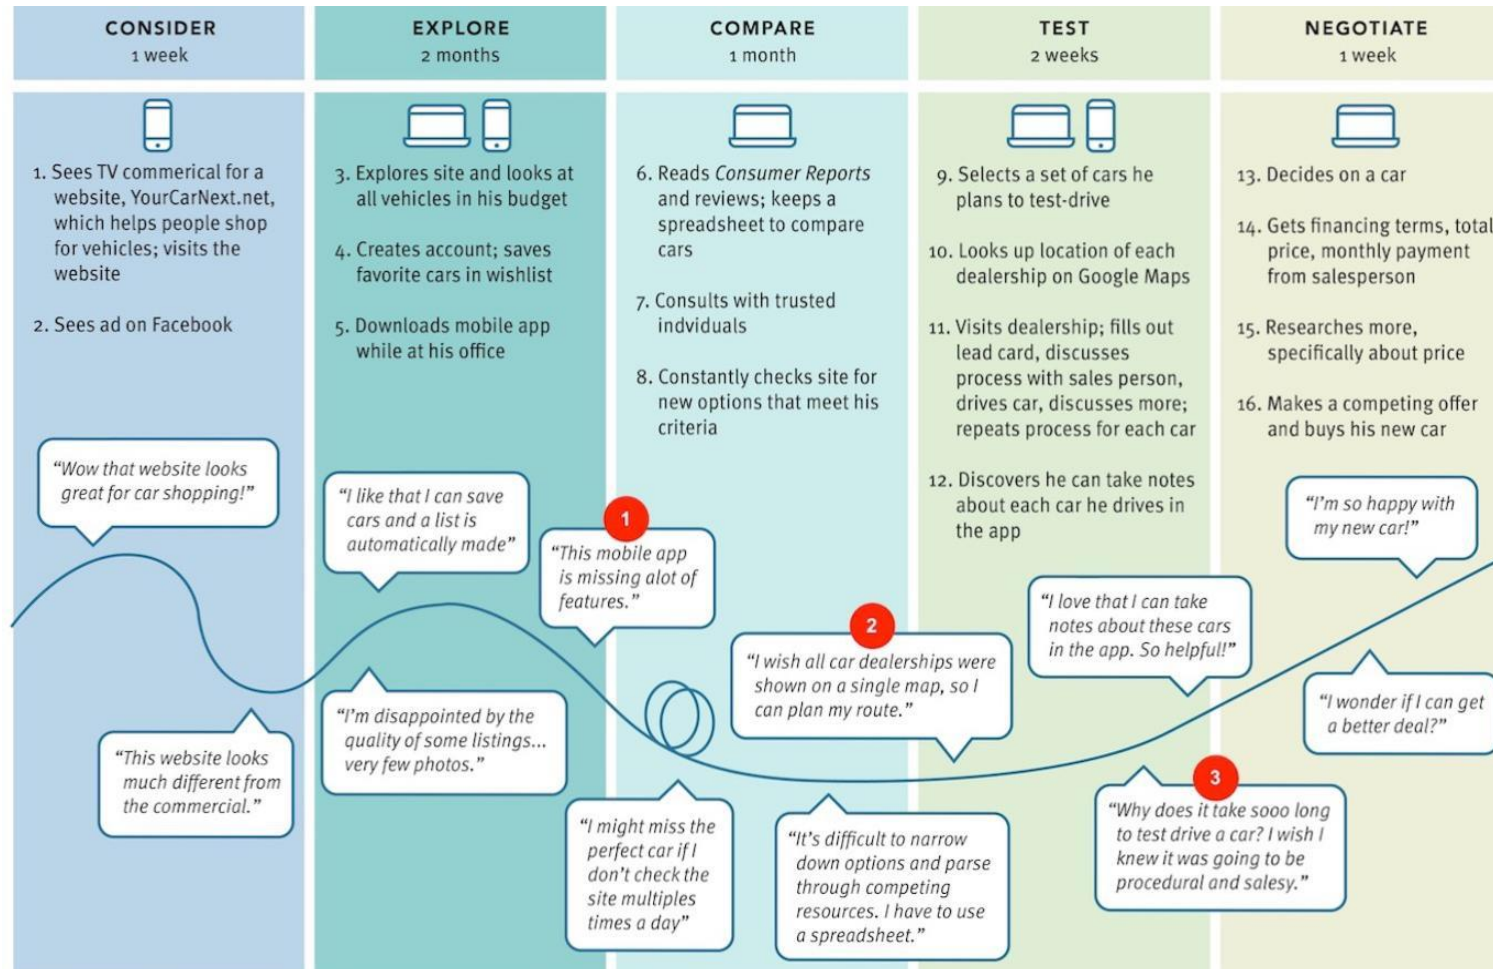 CONSIDER
1 week
EXPLORE
2 months
COMPARE
1 month
TEST
2 weeks
NEGOTIATE
1 week
1. Sees TV commerical for a
website, YourCarNext.net,
which helps people shop
for vehicles; visits the
website
2. Sees ad on Facebook
3. Explores site and looks at
all vehicles in his budget
4. Creates account; saves
favorite cars in wishlist
5. Downloads mobile app
while at his office
6. Reads Consumer Reports
and reviews; keeps a
spreadsheet to compare
cars
7. Consults with trusted
indviduals
8. Constantly checks site for
new options that meet his
criteria
9. Selects a set of cars he
plans to test-drive
10. Looks up location of each
dealership on Google Maps
11. Visits dealership; fills out
lead card, discusses
process with sales person,
drives car, discusses more;
repeats process for each car
12. Discovers he can take notes
about each car he drives in
the app
13. Decides on a car
14. Gets financing terms, total
price, monthly payment
from salesperson
15. Researches more,
specifically about price
16. Makes a competing offer
and buys his new car
"Wow that website looks
great for car shopping!"
"This website looks
much different from
the commercial."
"I like that I can save
cars and a list is
automatically made"
"I'm disappointed by the
quality of some listings...
very few photos."
1
"This mobile app
is missing alot of
features."
"I might miss the
perfect car if I
don't check the
site multiples
times a day"
2
"I wish all car dealerships were
shown on a single map, so I
can plan my route."
"It's difficult to narrow
down options and parse
through competing
resources. I have to use
a spreadsheet."
"I love that I can take
notes about these cars
in the app. So helpful!"
3
"Why does it take sooo long
to test drive a car? I wish I
knew it was going to be
procedural and salesy."
"I'm so happy with
my new car!"
"I wonder if I can get
a better deal?"